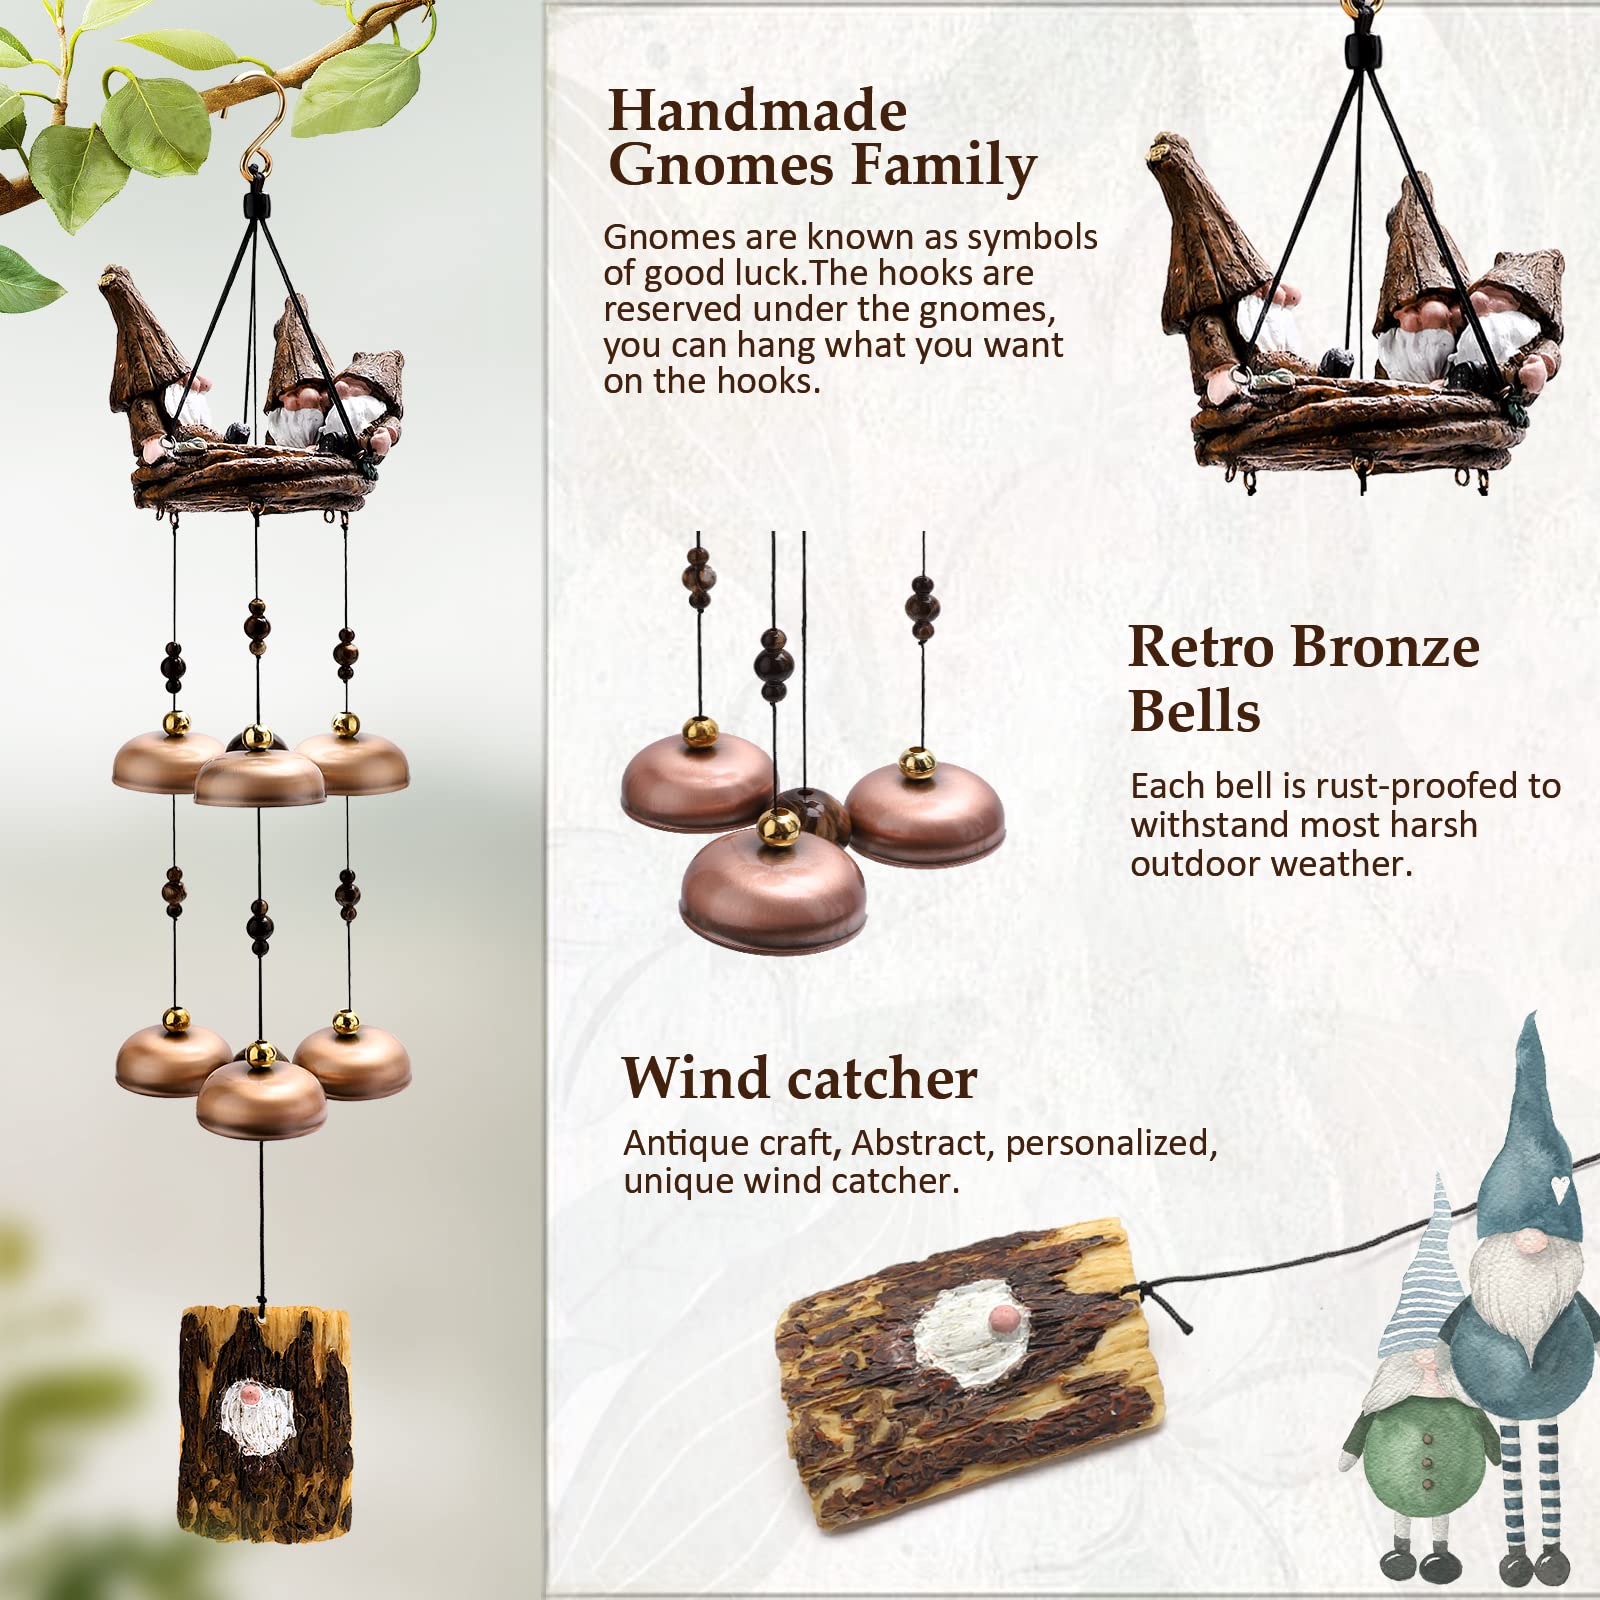 Handmade
Gnomes Family
Gnomes are known as symbols
of good luck.The hooks are
reserved under the gnomes,
you can hang what you want
on the hooks.
Retro Bronze
Bells
Each bell is rust-proofed to
withstand most harsh
outdoor weather.
Wind catcher
Antique craft, Abstract, personalized,
unique wind catcher.